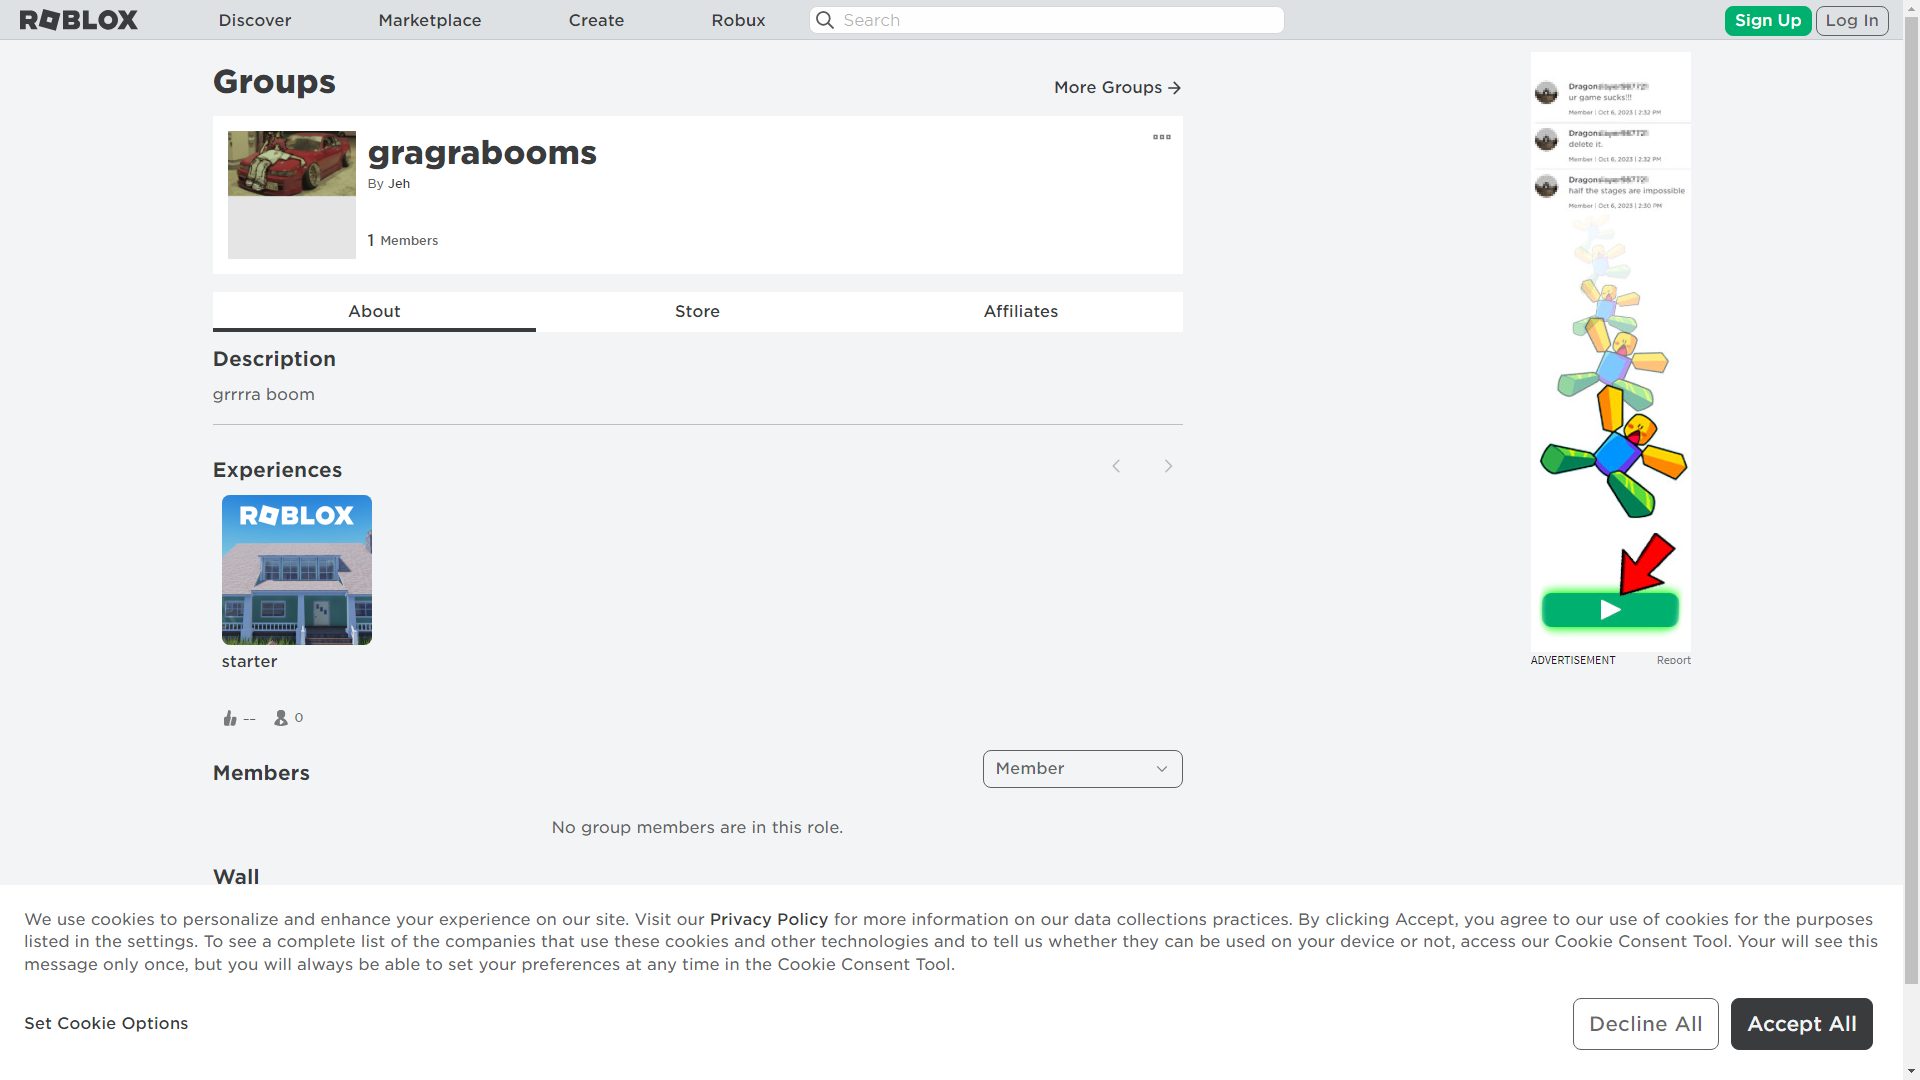 ROBLOX
Discover
Marketplace
Create
Robux
Search
Sign Up
Log In
Groups
More Groups
gragrabooms
By Jeh
1 Members
About
Store
Affiliates
Description
grrrra boom
Experiences
ROBLOX
starter
--
0
Members
Member
No group members are in this role.
Wall
Dragon
ur game sucks!!!
Member | Oct 6, 2023 | 2:32 PM
Dragon
delete it.
Member | Oct 6, 2023 | 2:32 PM
Dragon
half the stages are impossible
Member | Oct 6, 2023 | 2:30 PM
ADVERTISEMENT
Report
We use cookies to personalize and enhance your experience on our site. Visit our Privacy Policy for more information on our data collections practices. By clicking Accept, you agree to our use of cookies for the purposes
listed in the settings. To see a complete list of the companies that use these cookies and other technologies and to tell us whether they can be used on your device or not, access our Cookie Consent Tool. Your will see this
message only once, but you will always be able to set your preferences at any time in the Cookie Consent Tool.
Set Cookie Options
Decline All
Accept All